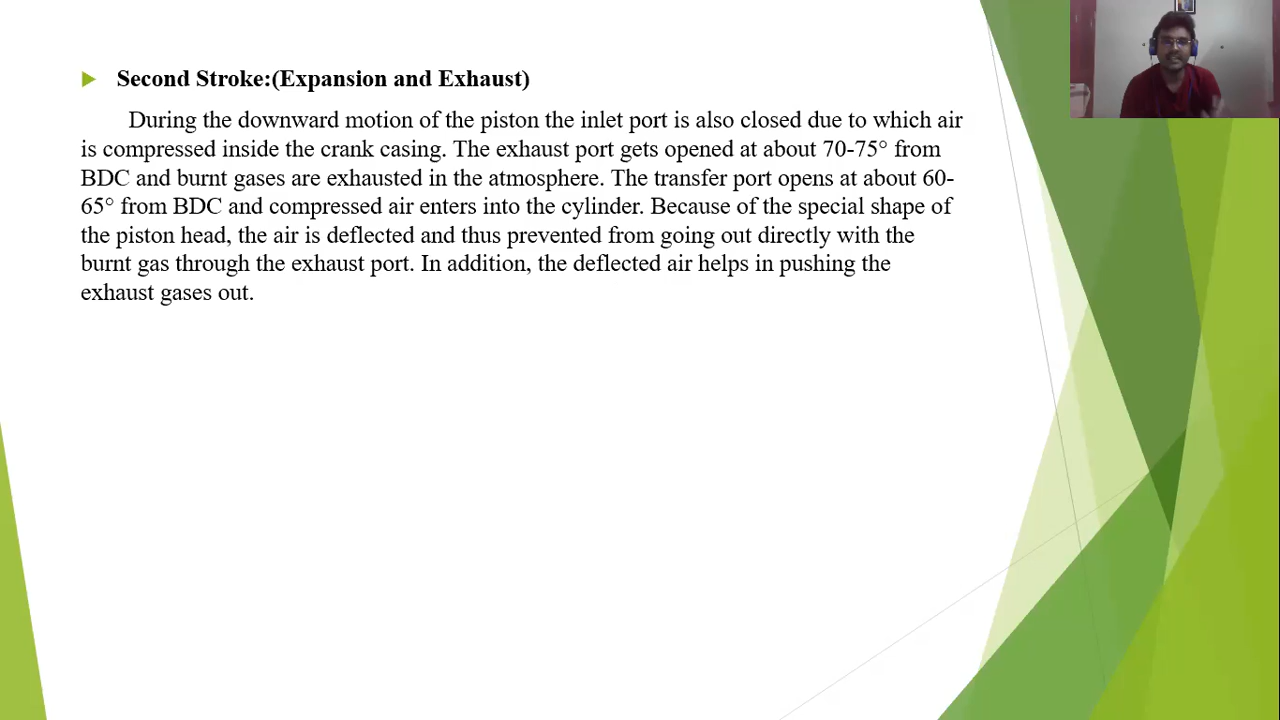 Second Stroke:(Expansion and Exhaust)
During the downward motion of the piston the inlet port is also closed due to which air
is compressed inside the crank casing. The exhaust port gets opened at about 70-75° from
BDC and burnt gases are exhausted in the atmosphere. The transfer port opens at about 60-
65° from BDC and compressed air enters into the cylinder. Because of the special shape of
the piston head, the air is deflected and thus prevented from going out directly with the
burnt gas through the exhaust port. In addition, the deflected air helps in pushing the
exhaust gases out.